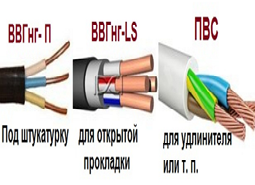 ВВГнг- П
Под штукатурку
ВВГнг-LS
для открытой
прокладки
ПВС
для удлинителя
или т. п.